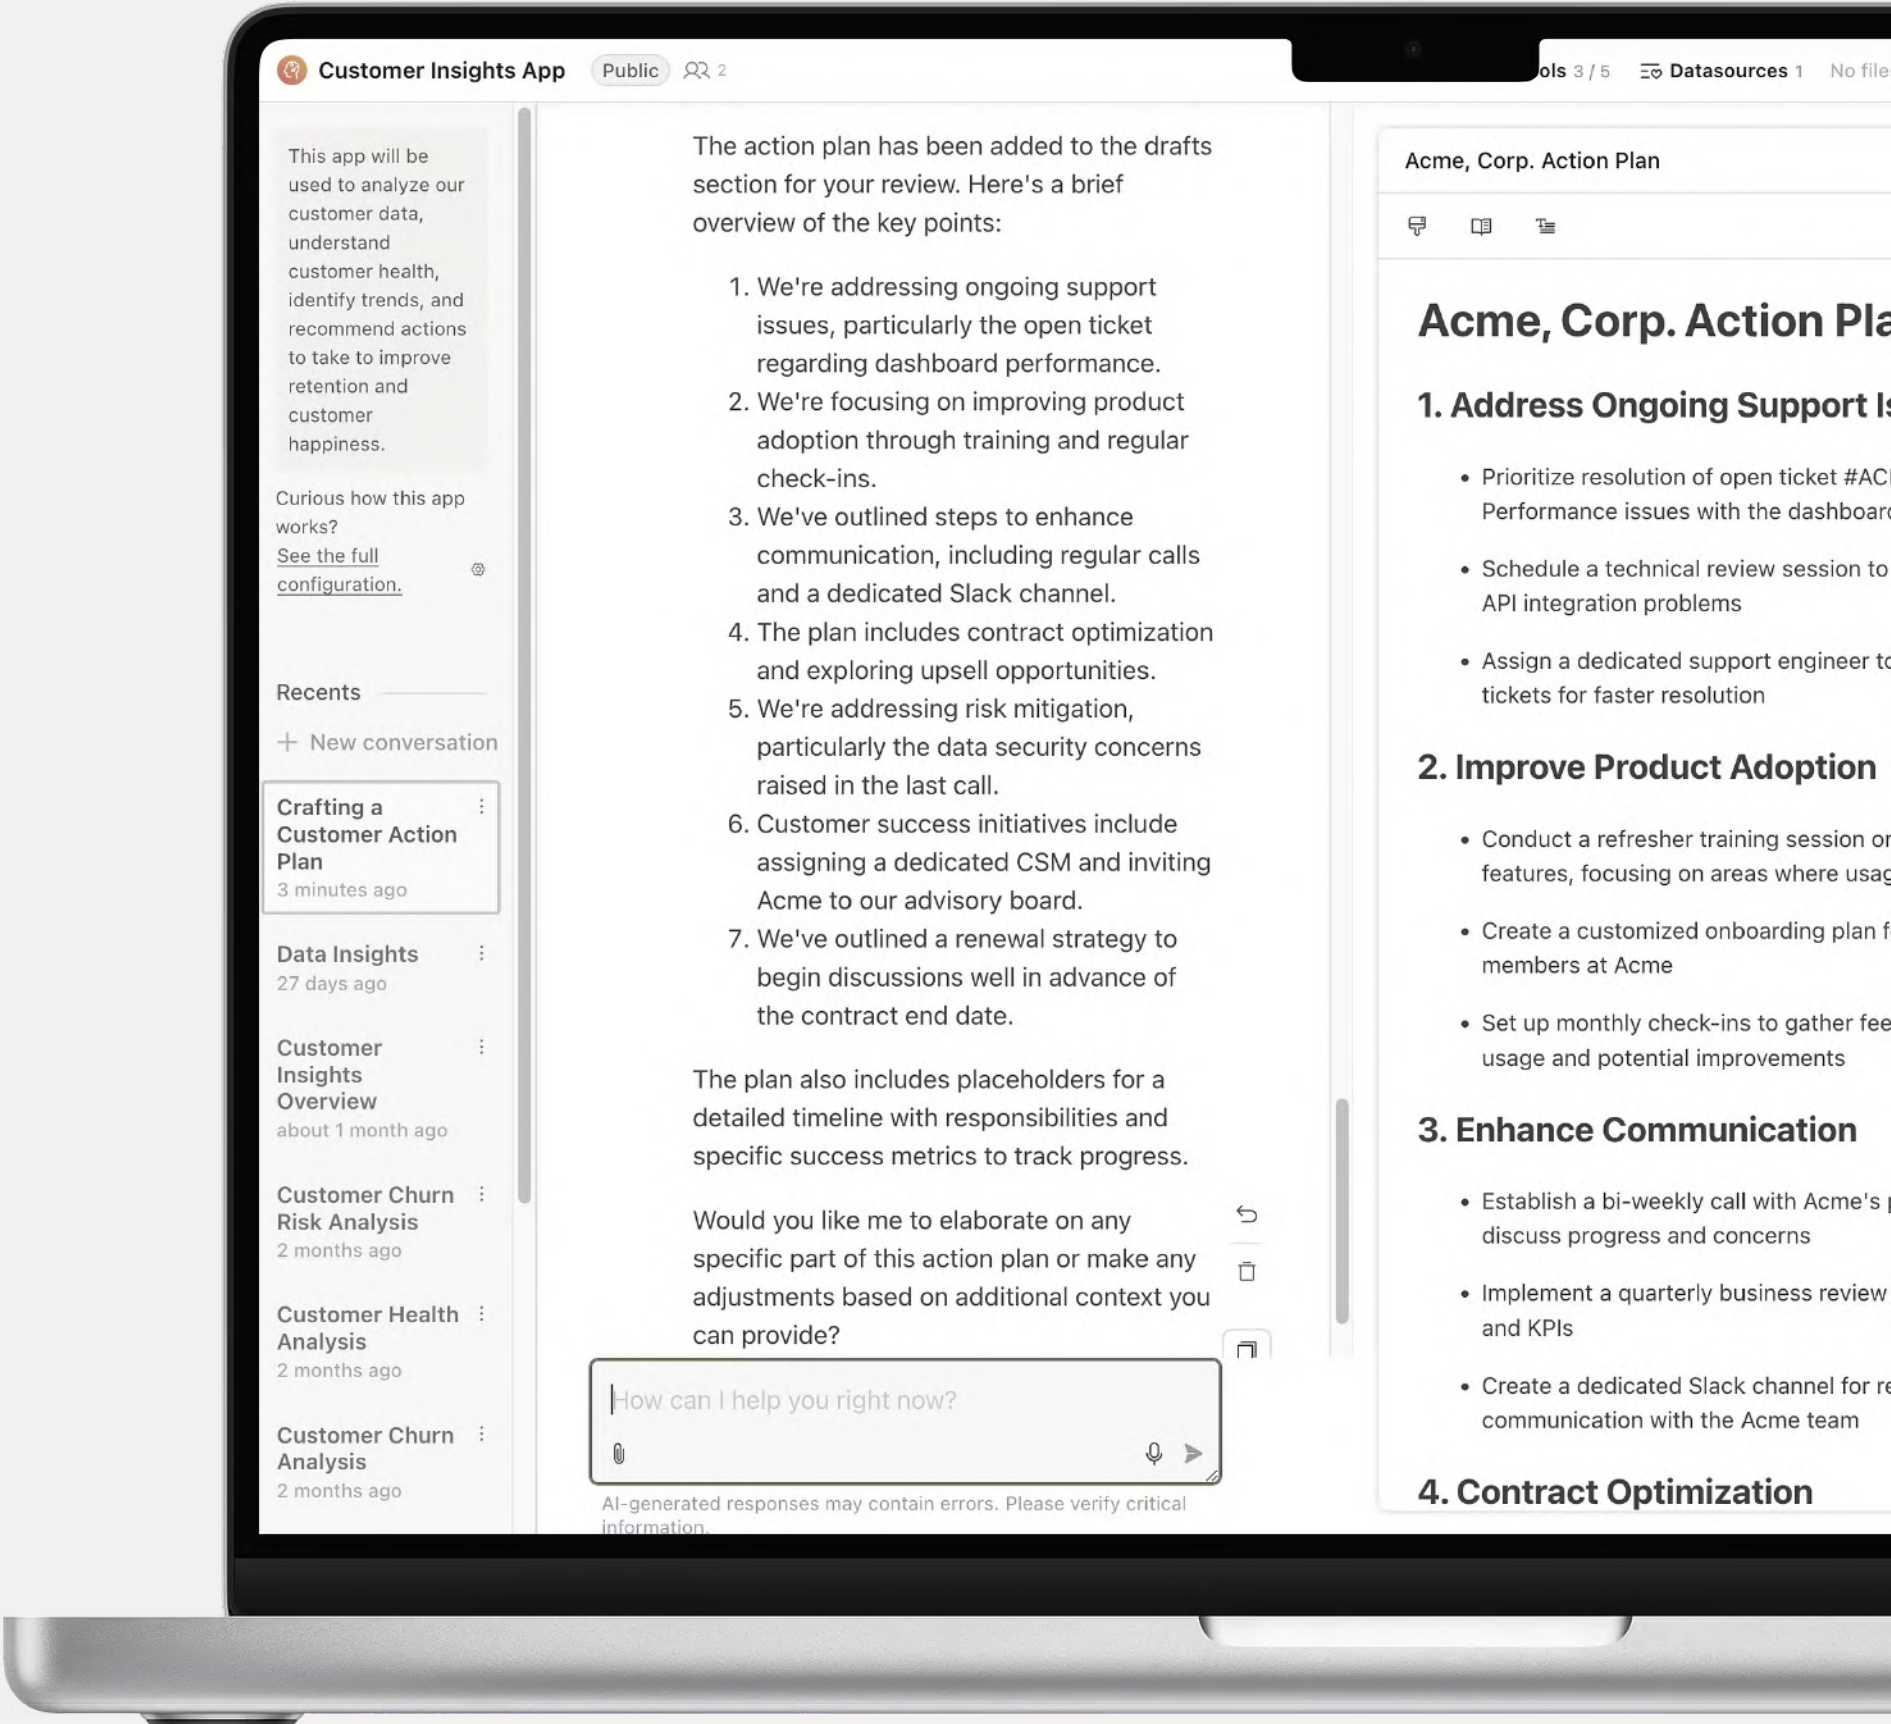 Customer Insights App
Public
2
3 / 5
Datasources 1
No
This app will be
used to analyze our
customer data,
understand
customer health,
identify trends, and
recommend actions
to take to improve
retention and
customer
happiness.
Curious how this app
works?
See the full
configuration.
Recents
New conversation
Crafting a
Customer Action
Plan
3 minutes ago
Data Insights
27 days ago
Customer
Insights
Overview
about 1 month ago
Customer Churn
Risk Analysis
2 months ago
Customer Health
Analysis
2 months ago
Customer Churn
Analysis
2 months ago
The action plan has been added to the drafts
section for your review. Here's a brief
overview of the key points:
1. We're addressing ongoing support
issues, particularly the open ticket
regarding dashboard performance.
2. We're focusing on improving product
adoption through training and regular
check-ins.
3. We've outlined steps to enhance
communication, including regular calls
and a dedicated Slack channel.
4. The plan includes contract optimization
and exploring upsell opportunities.
5. We're addressing risk mitigation,
particularly the data security concerns
raised in the last call.
6. Customer success initiatives include
assigning a dedicated CSM and inviting
Acme to our advisory board.
7. We've outlined a renewal strategy to
begin discussions well in advance of
the contract end date.
The plan also includes placeholders for a
detailed timeline with responsibilities and
specific success metrics to track progress.
Would you like me to elaborate on any
specific part of this action plan or make any
adjustments based on additional context you
can provide?
How can I help you right now?
AI-generated responses may contain errors. Please verify critical
information.
Acme, Corp. Action Plan
Acme, Corp. Action
1. Address Ongoing Support
• Prioritize resolution of open ticket
Performance issues with the
• Schedule a technical review session to
API integration problems
• Assign a dedicated support engineer
tickets for faster resolution
2. Improve Product Adoption
• Conduct a refresher training session
features, focusing on areas where
• Create a customized onboarding plan
members at Acme
• Set up monthly check-ins to gather
usage and potential improvements
3. Enhance Communication
• Establish a bi-weekly call with Acme's
discuss progress and concerns
• Implement a quarterly business review
and KPIs
• Create a dedicated Slack channel for
communication with the Acme team
4. Contract Optimization